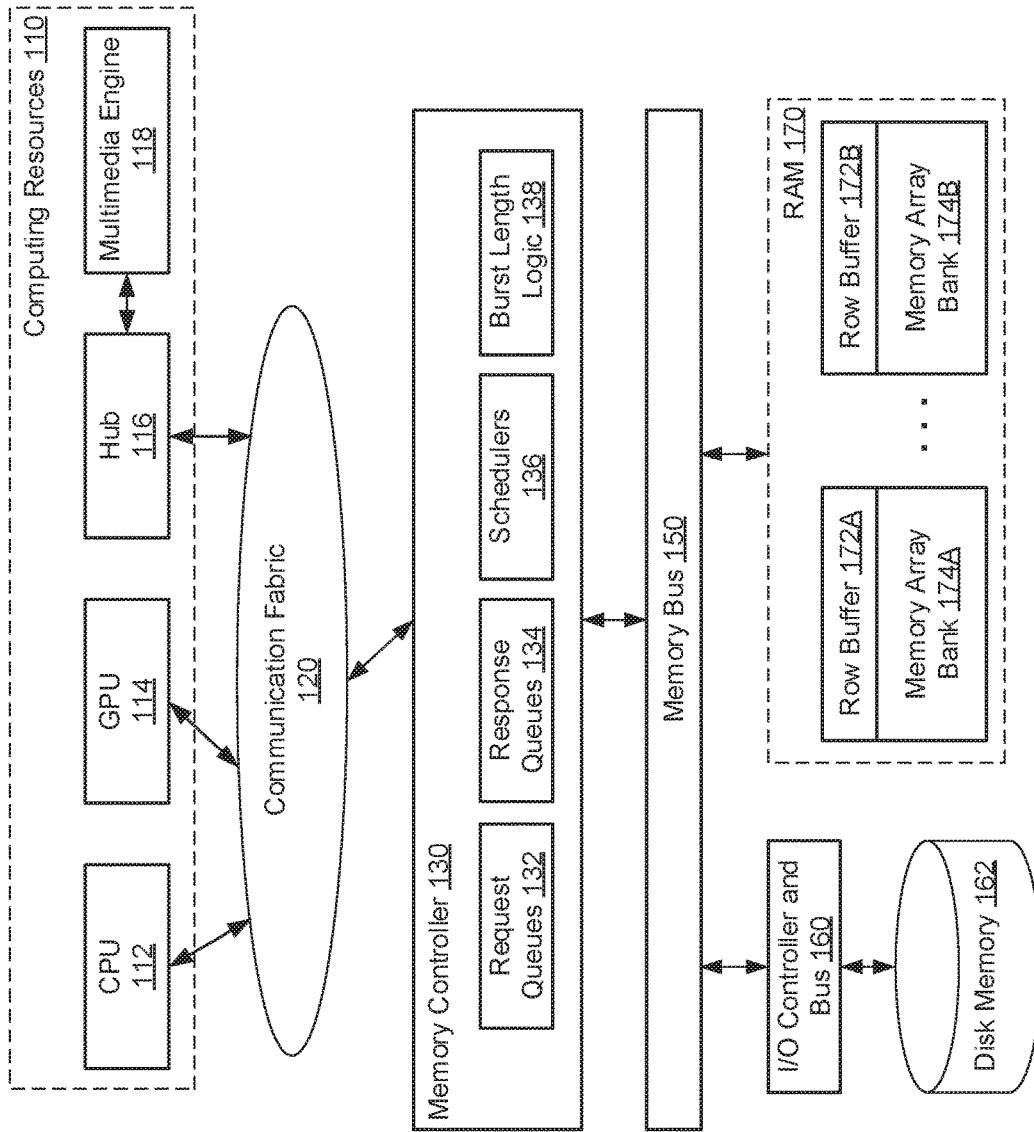 Computing Resources 110
CPU
112
GPU
114
Hub
116
Multimedia Engine
118
Communication Fabric
120
Memory Controller 130
Request
Queues 132
Response
Queues 134
Schedulers
136
Burst Length
Logic 138
Memory Bus 150
I/O Controller and
Bus 160
Disk Memory 162
RAM 170
Row Buffer 172A
Memory Array
Bank 174A
. . .
Row Buffer 172B
Memory Array
Bank 174B